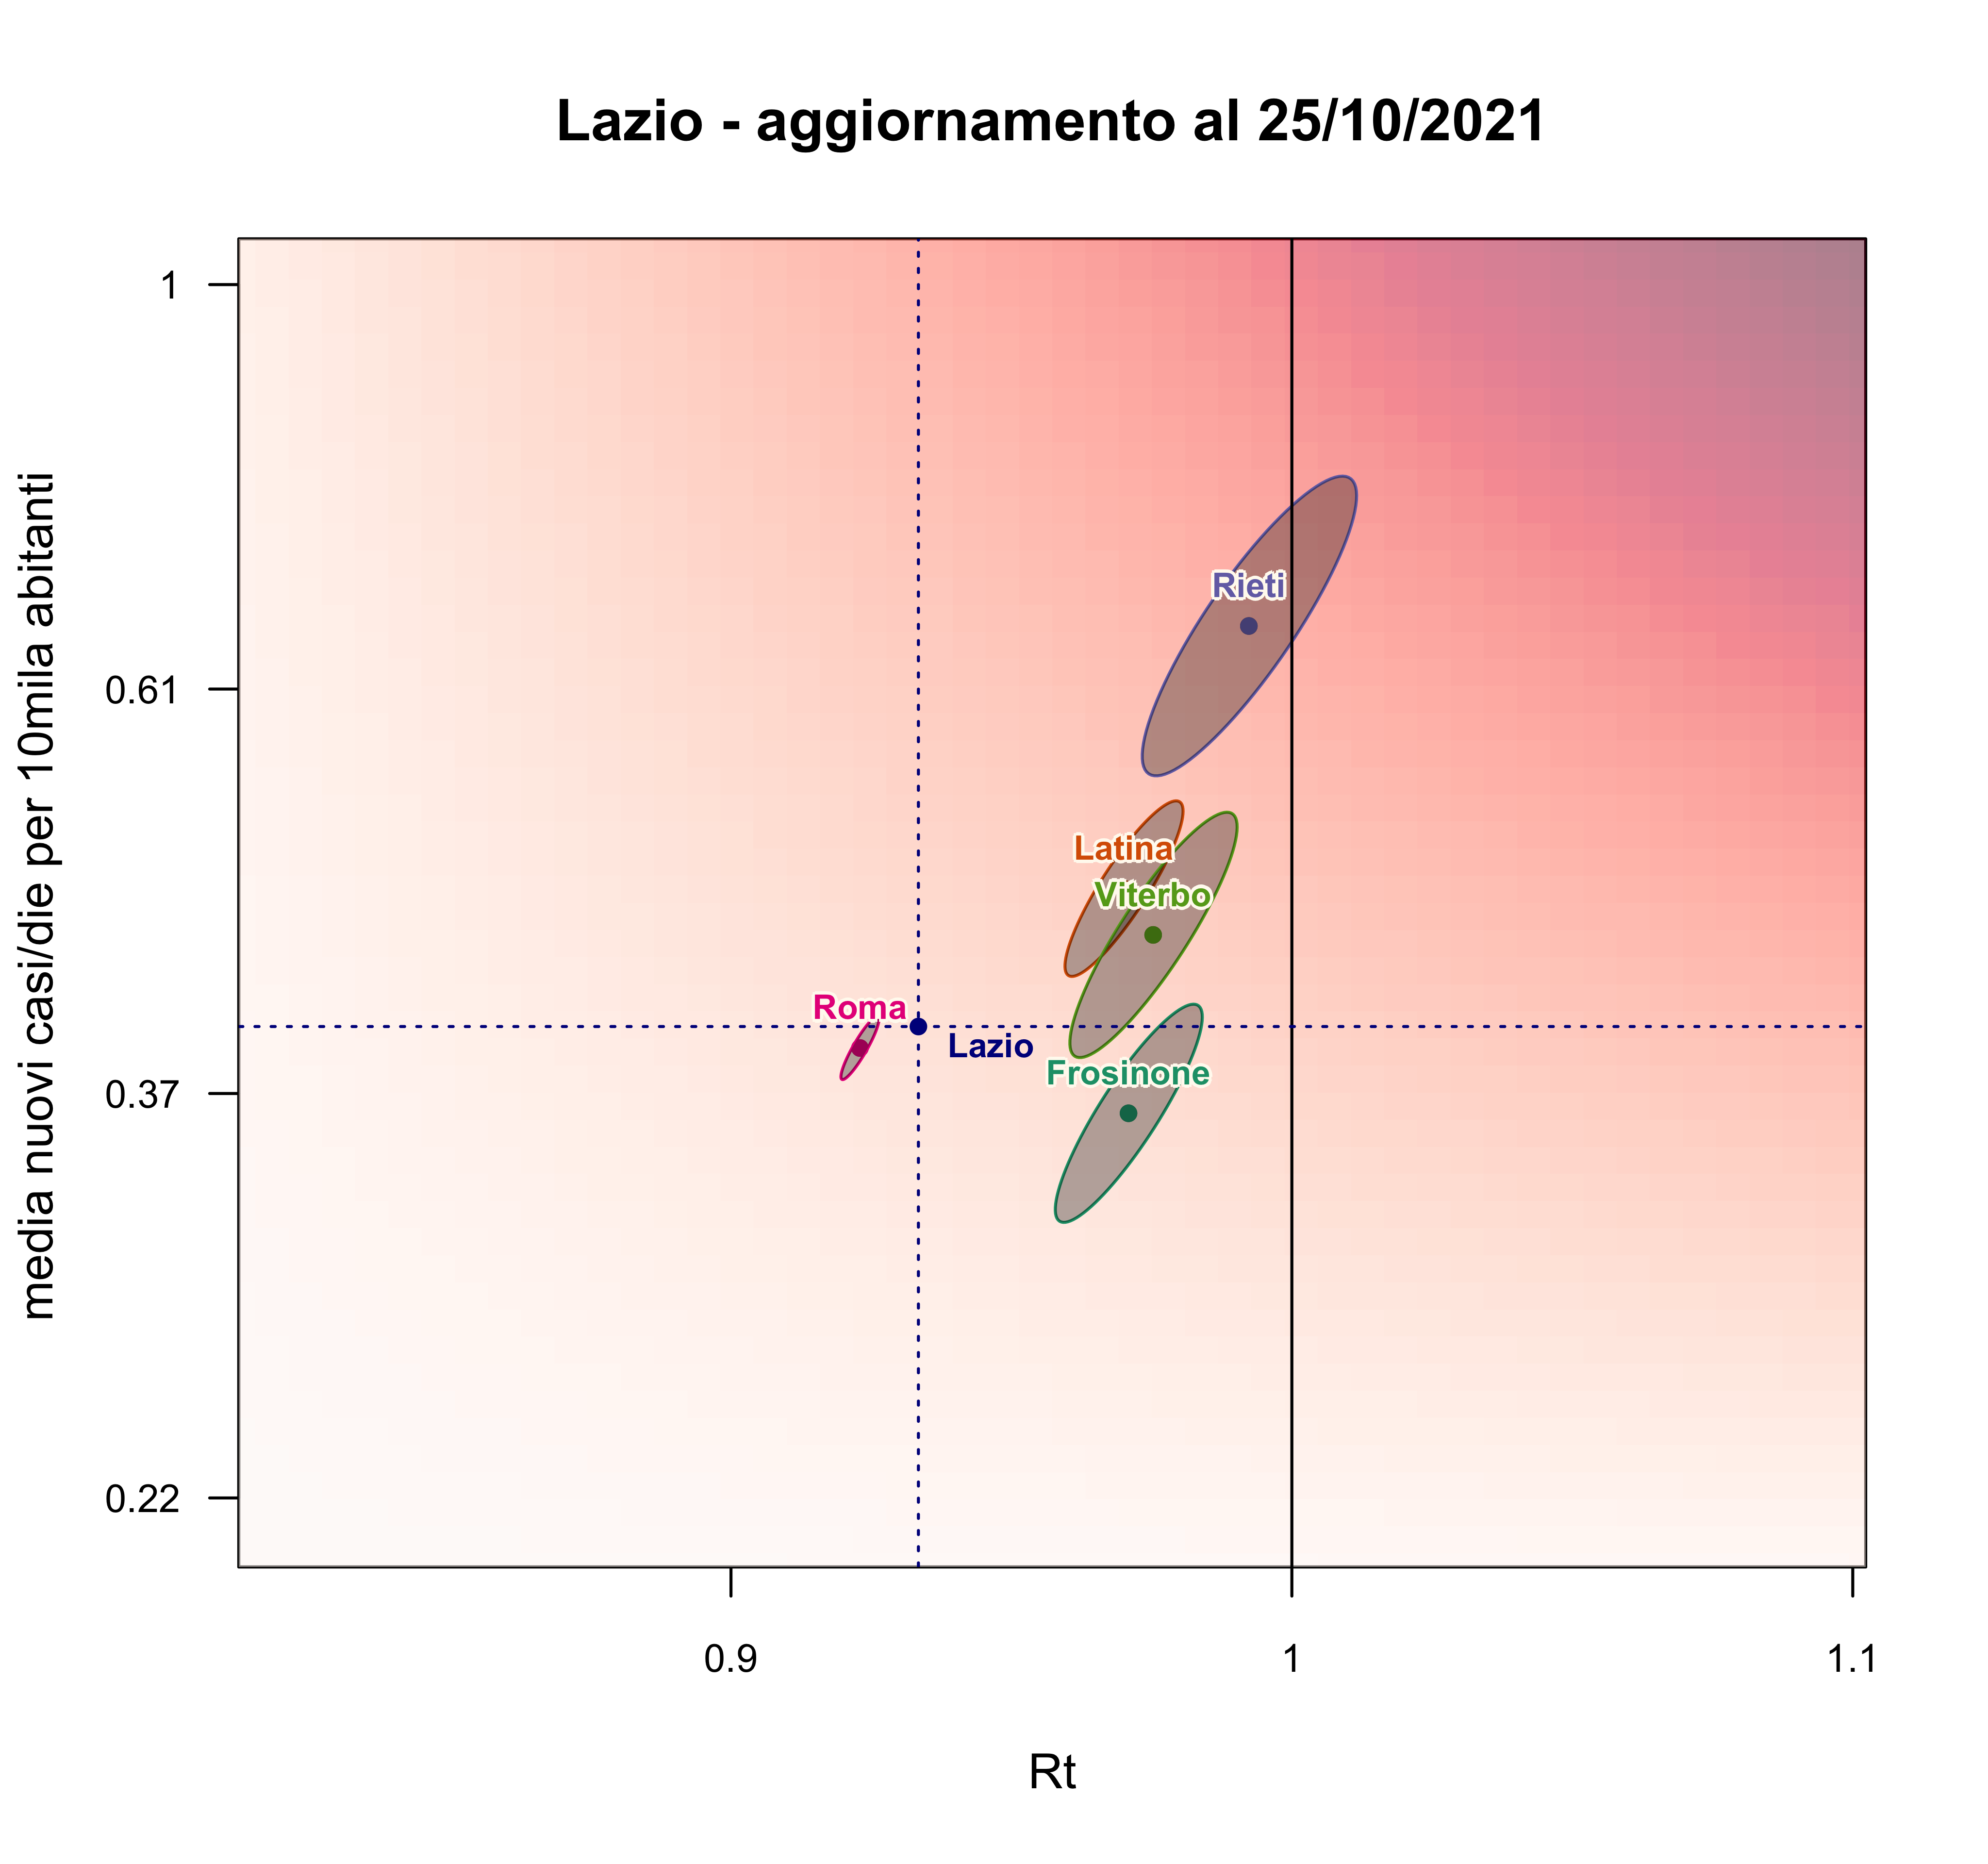 Lazio - aggiornamento al 25/10/2021
media nuovi casi/die per 10mila abitanti
1
0.61
0.37
0.22
Rieti
Latina
Viterbo
Roma
Lazio
Frosinone
0.9
1
1.1
Rt